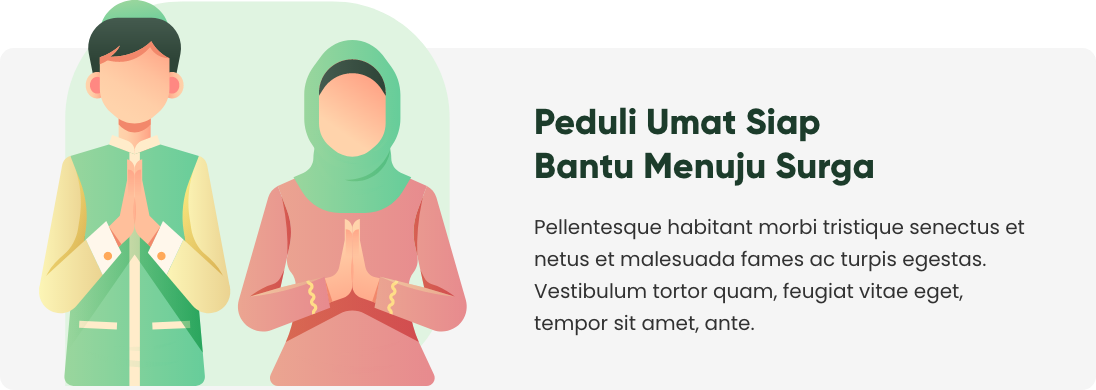 Peduli Umat Siap
Bantu Menuju Surga
Pellentesque habitant morbi tristique senectus et
netus et malesuada fames ac turpis egestas.
Vestibulum tortor quam, feugiat vitae eget,
tempor sit amet, ante.